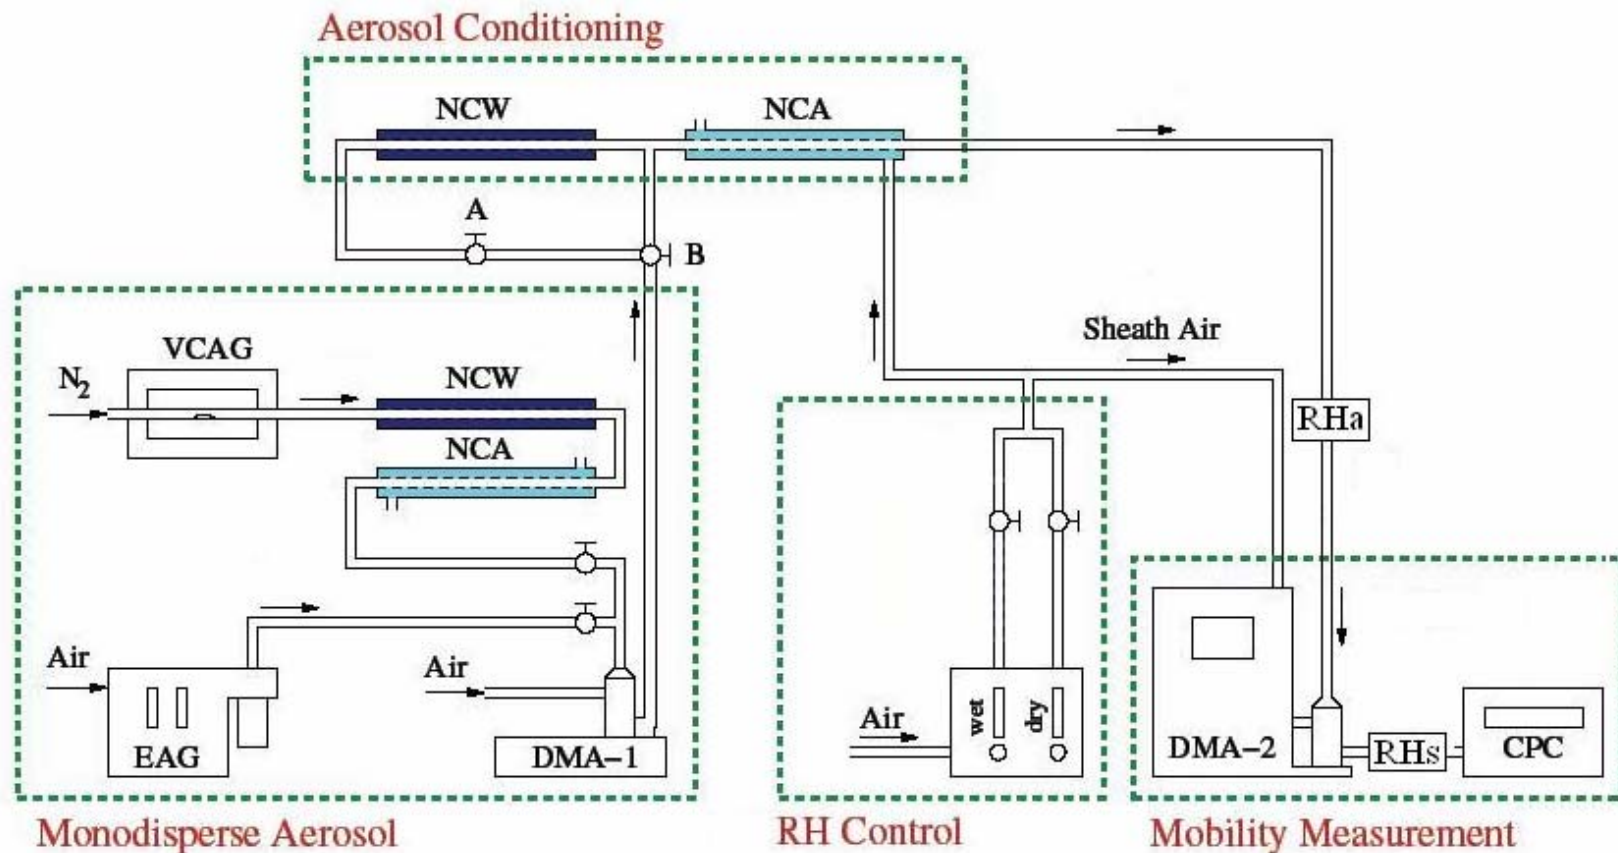 Aerosol Conditioning
NCW
NCA
A
B
VCAG
N2
NCW
NCA
Sheath Air
RHa
Air
EAG
Air
DMA-1
Air
wet
dry
DMA-2
RHs
CPC
Monodisperse Aerosol
RH Control
Mobility Measurement